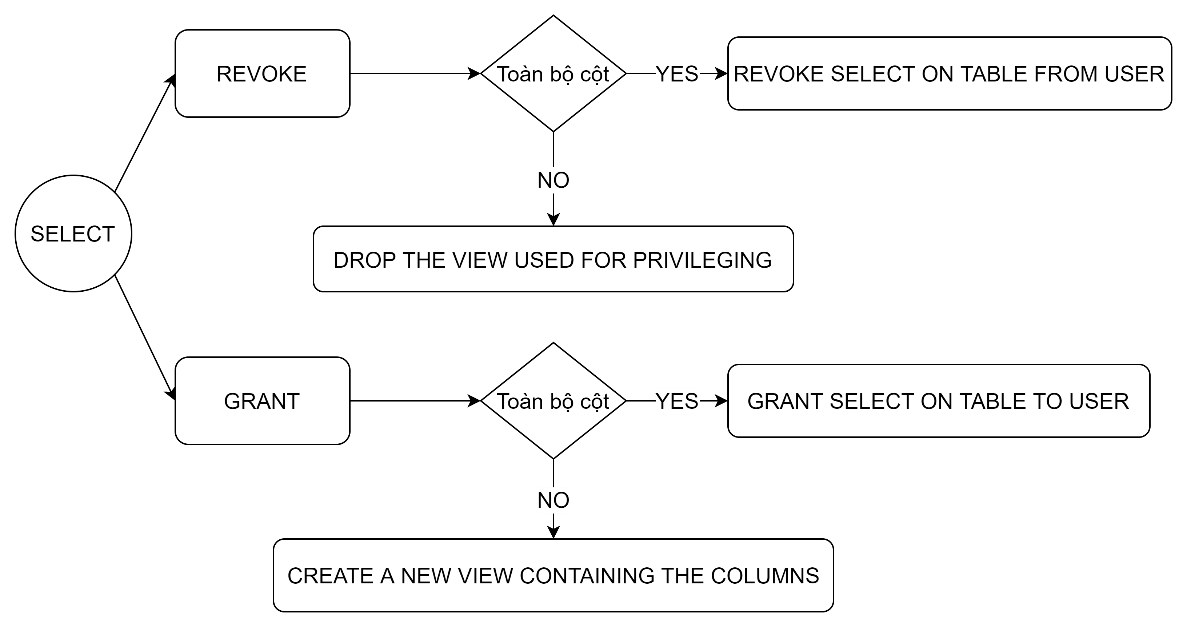 REVOKE
Toàn bộ cột
YES
REVOKE SELECT ON TABLE FROM USER
NO
SELECT
DROP THE VIEW USED FOR PRIVILEGING
GRANT
Toàn bộ cột
YES
GRANT SELECT ON TABLE TO USER
NO
CREATE A NEW VIEW CONTAINING THE COLUMNS